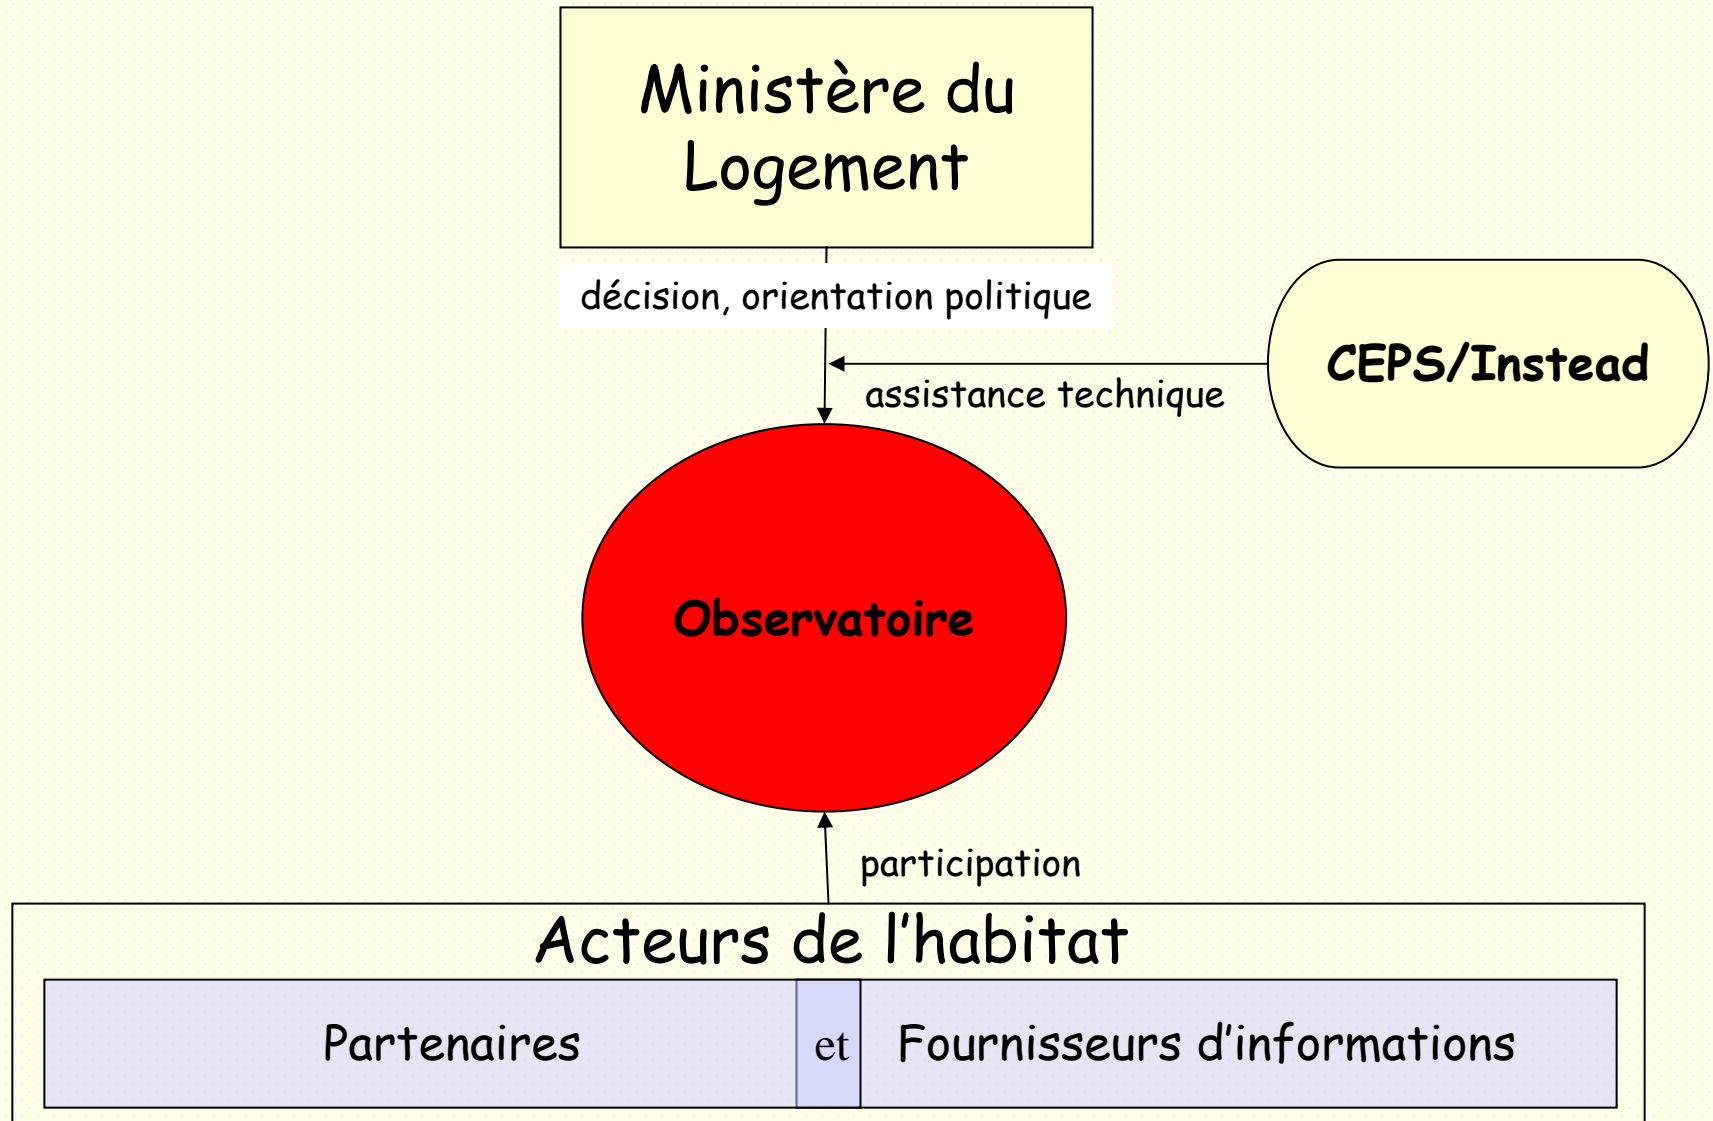 Ministère du
Logement
décision, orientation politique
CEPS/Instead
assistance technique
Observatoire
participation
Acteurs de l'habitat
Partenaires et Fournisseurs d'informations